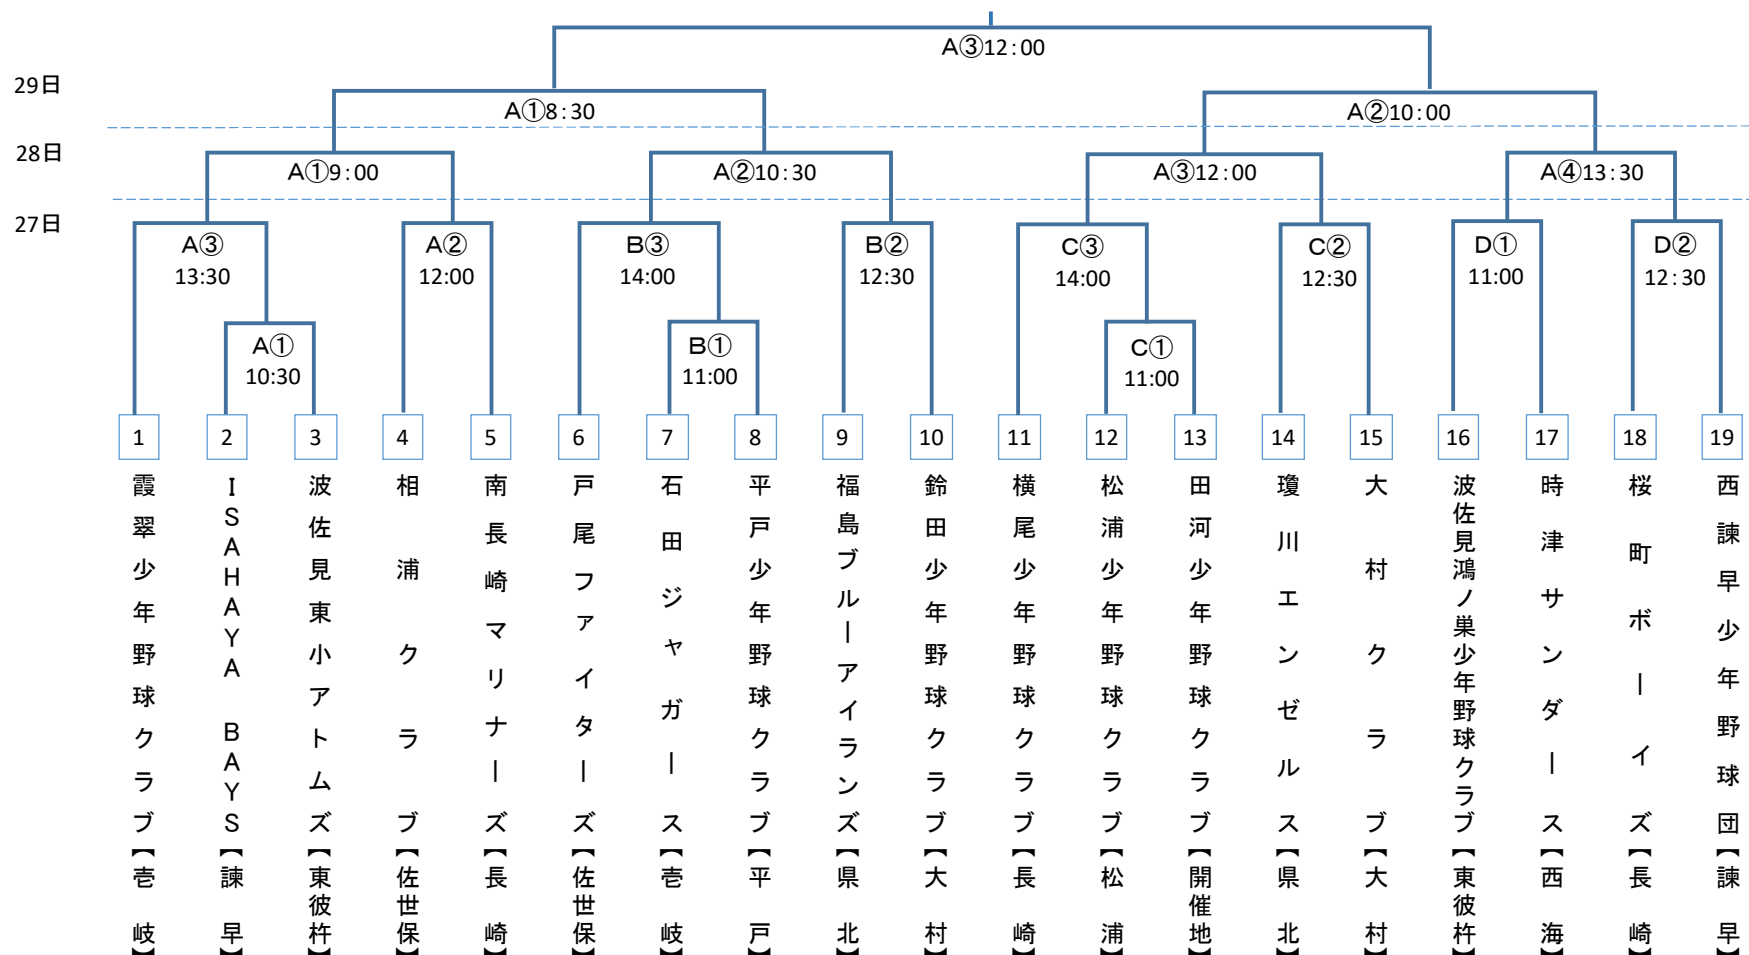 A③12:00
29日
A①8:30
A②10:00
28日
A①9:00
A②10:30
A③12:00
A④13:30
27日
A③
13:30
A②
12:00
B③
14:00
B②
12:30
C③
14:00
C②
12:30
D①
11:00
D②
12:30
A①
10:30
B①
11:00
C①
11:00
1
2
3
4
5
6
7
8
9
10
11
12
13
14
15
16
17
18
19
霞翠少年野球クラブ【壱岐】
ISAHAYA BAYS【諫早】
波佐見東小アトムズ【東彼杵】
相浦クラブ【佐世保】
南長崎マリナーズ【長崎】
戸尾ファイターズ【佐世保】
石田ジャガース【壱岐】
平戸少年野球クラブ【平戸】
福島ブルーアイランズ【県北】
鈴田少年野球クラブ【大村】
横尾少年野球クラブ【長崎】
松浦少年野球クラブ【松浦】
田河少年野球クラブ【開催地】
瓊川エンゼルス【県北】
大村クラブ【大村】
波佐見鴻ノ巣少年野球クラブ【東彼杵】
時津サンダース【西海】
桜町ボーイズ【長崎】
西諫早少年野球団【諫早】